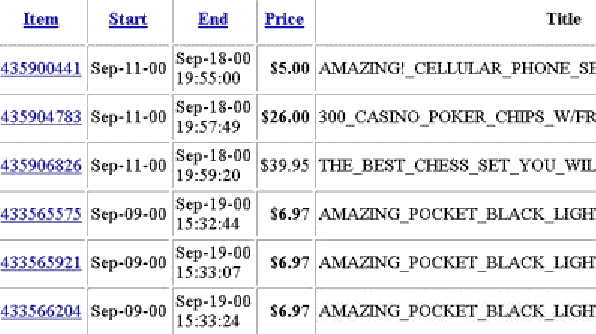 Item Start End Price Title
435900441 Sep-11-00 Sep-18-00 19:55:00 $5.00 AMAZING!_CELLULAR_PHONE_SE
435904783 Sep-11-00 Sep-18-00 19:57:49 $26.00 300_CASINO_POKER_CHIPS_W/FR
435906826 Sep-11-00 Sep-18-00 19:59:20 $39.95 THE_BEST_CHESS_SET_YOU_WIL
433565575 Sep-09-00 Sep-19-00 15:32:44 $6.97 AMAZING_POCKET_BLACK_LIGH
433565921 Sep-09-00 Sep-19-00 15:33:07 $6.97 AMAZING_POCKET_BLACK_LIGH
433566204 Sep-09-00 Sep-19-00 15:33:24 $6.97 AMAZING_POCKET_BLACK_LIGH